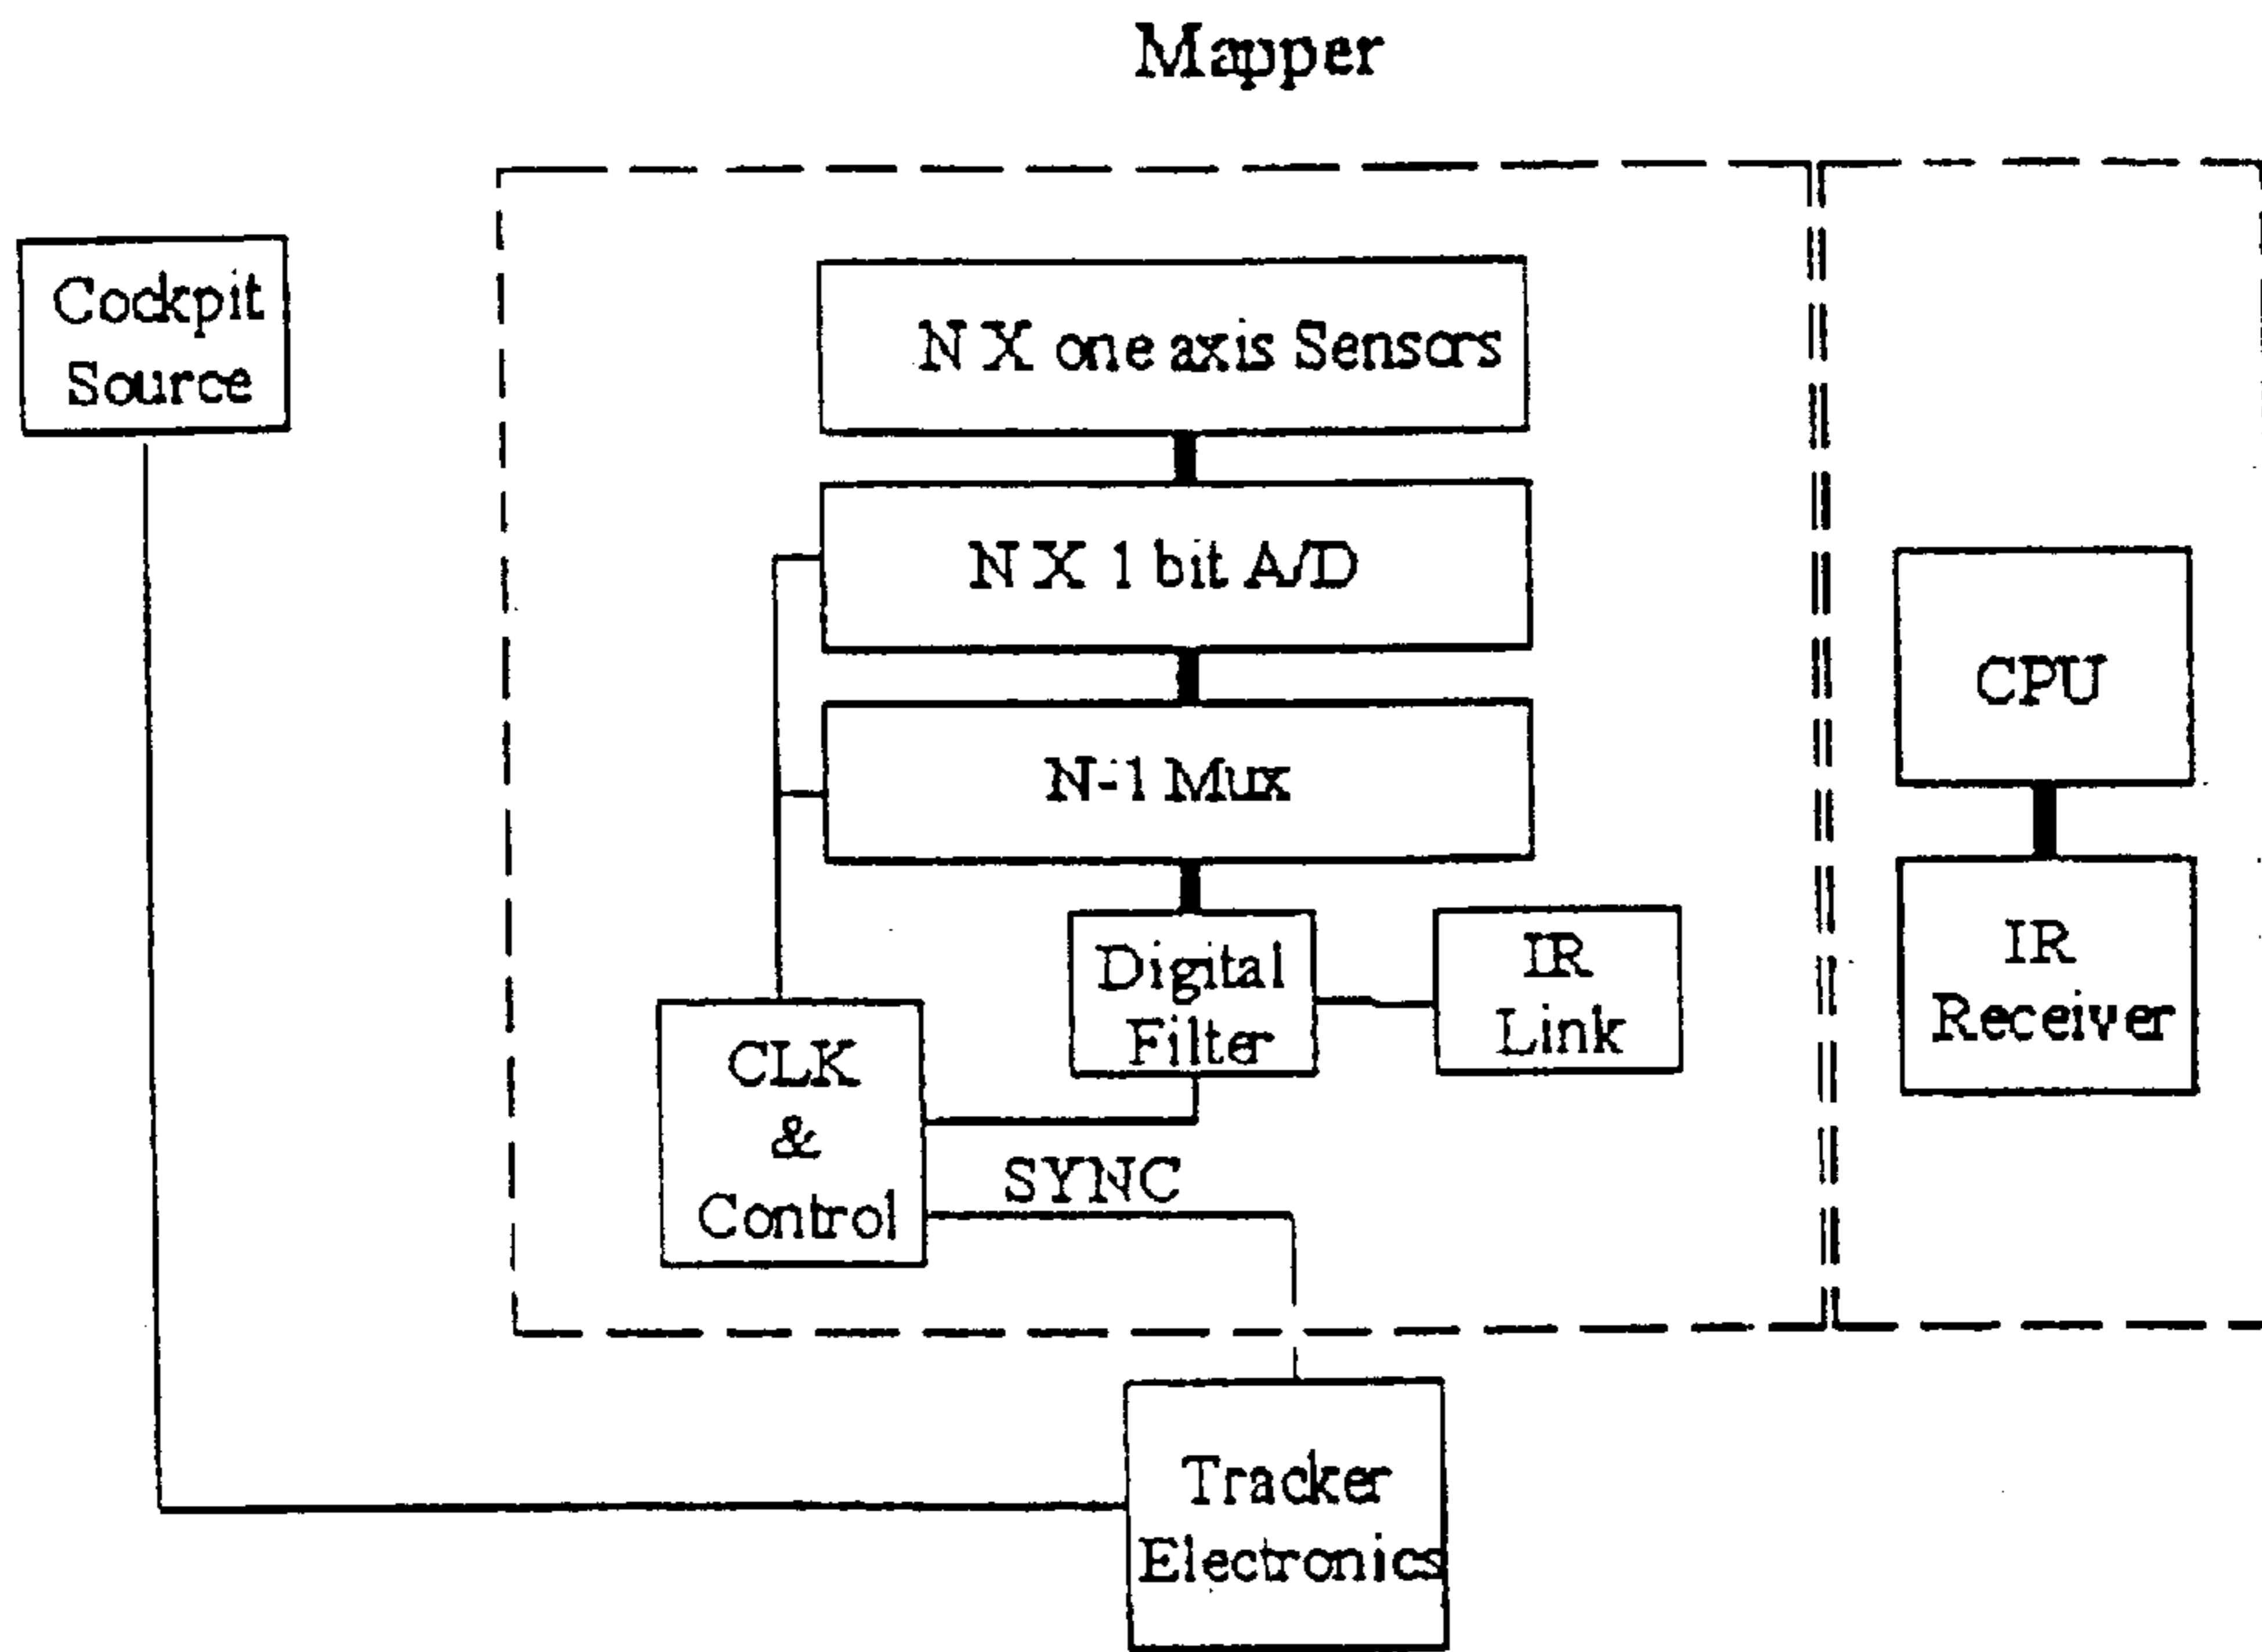 Mapper
Cockpit
Source
N X one axis Sensors
N X 1 bit A/D
N-1 Mux
Digital
Filter
IR
Link
CLK
&
Control
SYNC
CPU
IR
Receiver
Tracker
Electronics